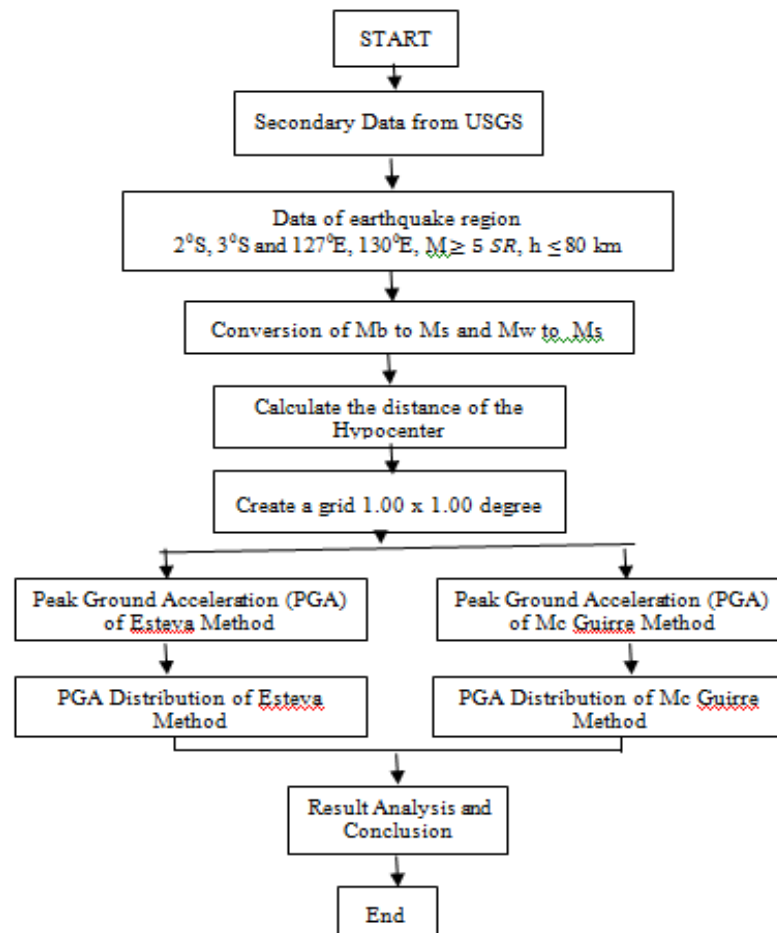 START
Secondary Data from USGS
Data of earthquake region
2⁰S, 3⁰S and 127⁰E, 130⁰E, M ≥ 5 SR, h ≤ 80 km
Conversion of Mb to Ms and Mw to Ms
Calculate the distance of the
Hypocenter
Create a grid 1.00 x 1.00 degree
Peak Ground Acceleration (PGA)
of Esteva Method
Peak Ground Acceleration (PGA)
of Mc Guirre Method
PGA Distribution of Esteva
Method
PGA Distribution of Mc Guirre
Method
Result Analysis and
Conclusion
End